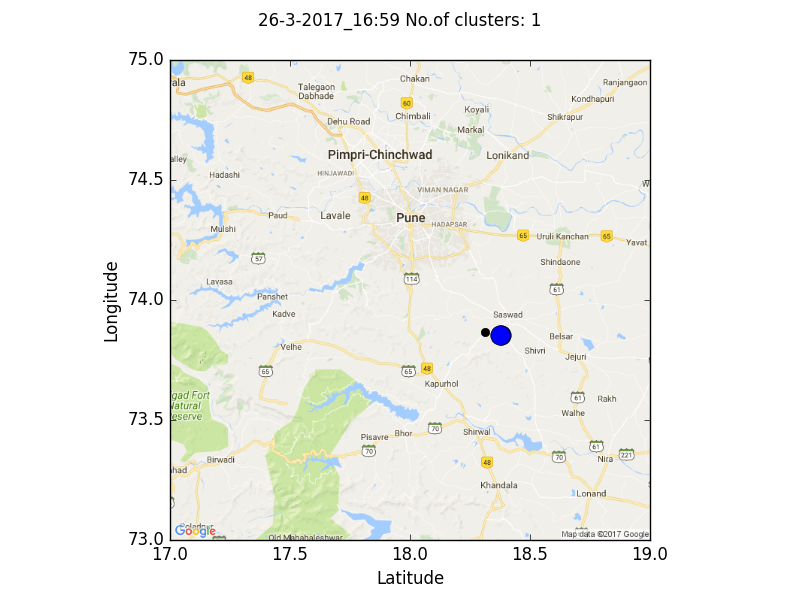 26-3-2017_16:59 No.of clusters: 1
75.0
74.5
74.0
73.5
73.0
Longitude
17.0
17.5
18.0
18.5
19.0
Latitude
48
Chakan
Ranjangaon
Talegaon
Dabhade
60
Koyali
Kondhapuri
Dehu Road
Chimbali
Markal
Shikrapur
Pimpri-Chinchwad
Lonikand
alley
Hadashi
HINJAWADI
VIMAN NAGAR
48
Paud
Lavale
Pune
HADAPSAR
Mulshi
65
Uruli Kanchan
65
Yavat
57
Shindaone
114
61
Lavasa
Panshet
Kadve
Saswad
Velhe
Belsar
Shivri
Jejuri
65
65
48
Kapurhol
gad Fort
Natural
eserve
61
Rakh
Walhe
Pisavre
Bhor
70
Shirwal
70
61
221
Birwadi
48
70
Nira
had
Khandala
Lonand
Google
Old Mahabaleshwar
Map data ©2017 Google